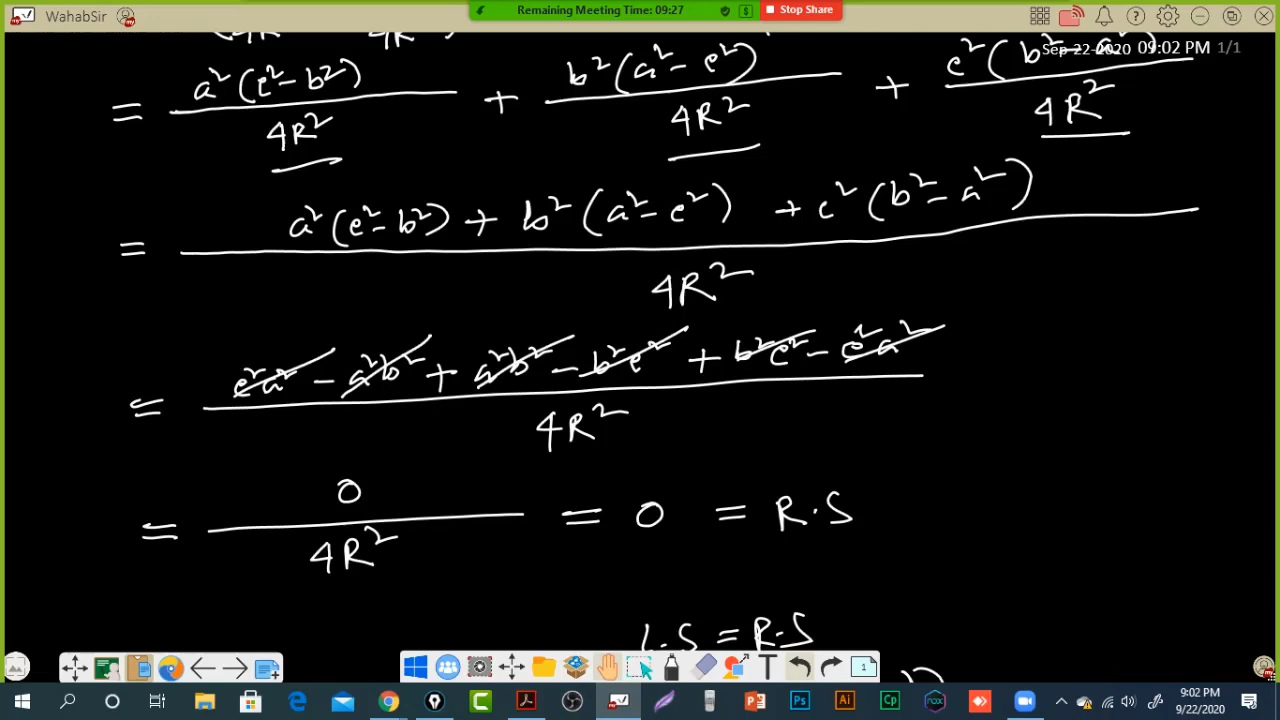 WahabSir
Remaining Meeting Time: 09:27
Stop Share
Sep-22-2020 09:02 PM 1/1
= a²(c²-b²)/4R² + b²(a²-c²)/4R² + c²(b²-a²)/4R²
= a²(c²-b²) + b²(a²-c²) + c²(b²-a²)/4R²
= c²a² - a²b² + a²b² - b²c² + b²c² - c²a²/4R²
= 0/4R² = 0 = R.S
L.S = R.S
1
9:02 PM
9/22/2020